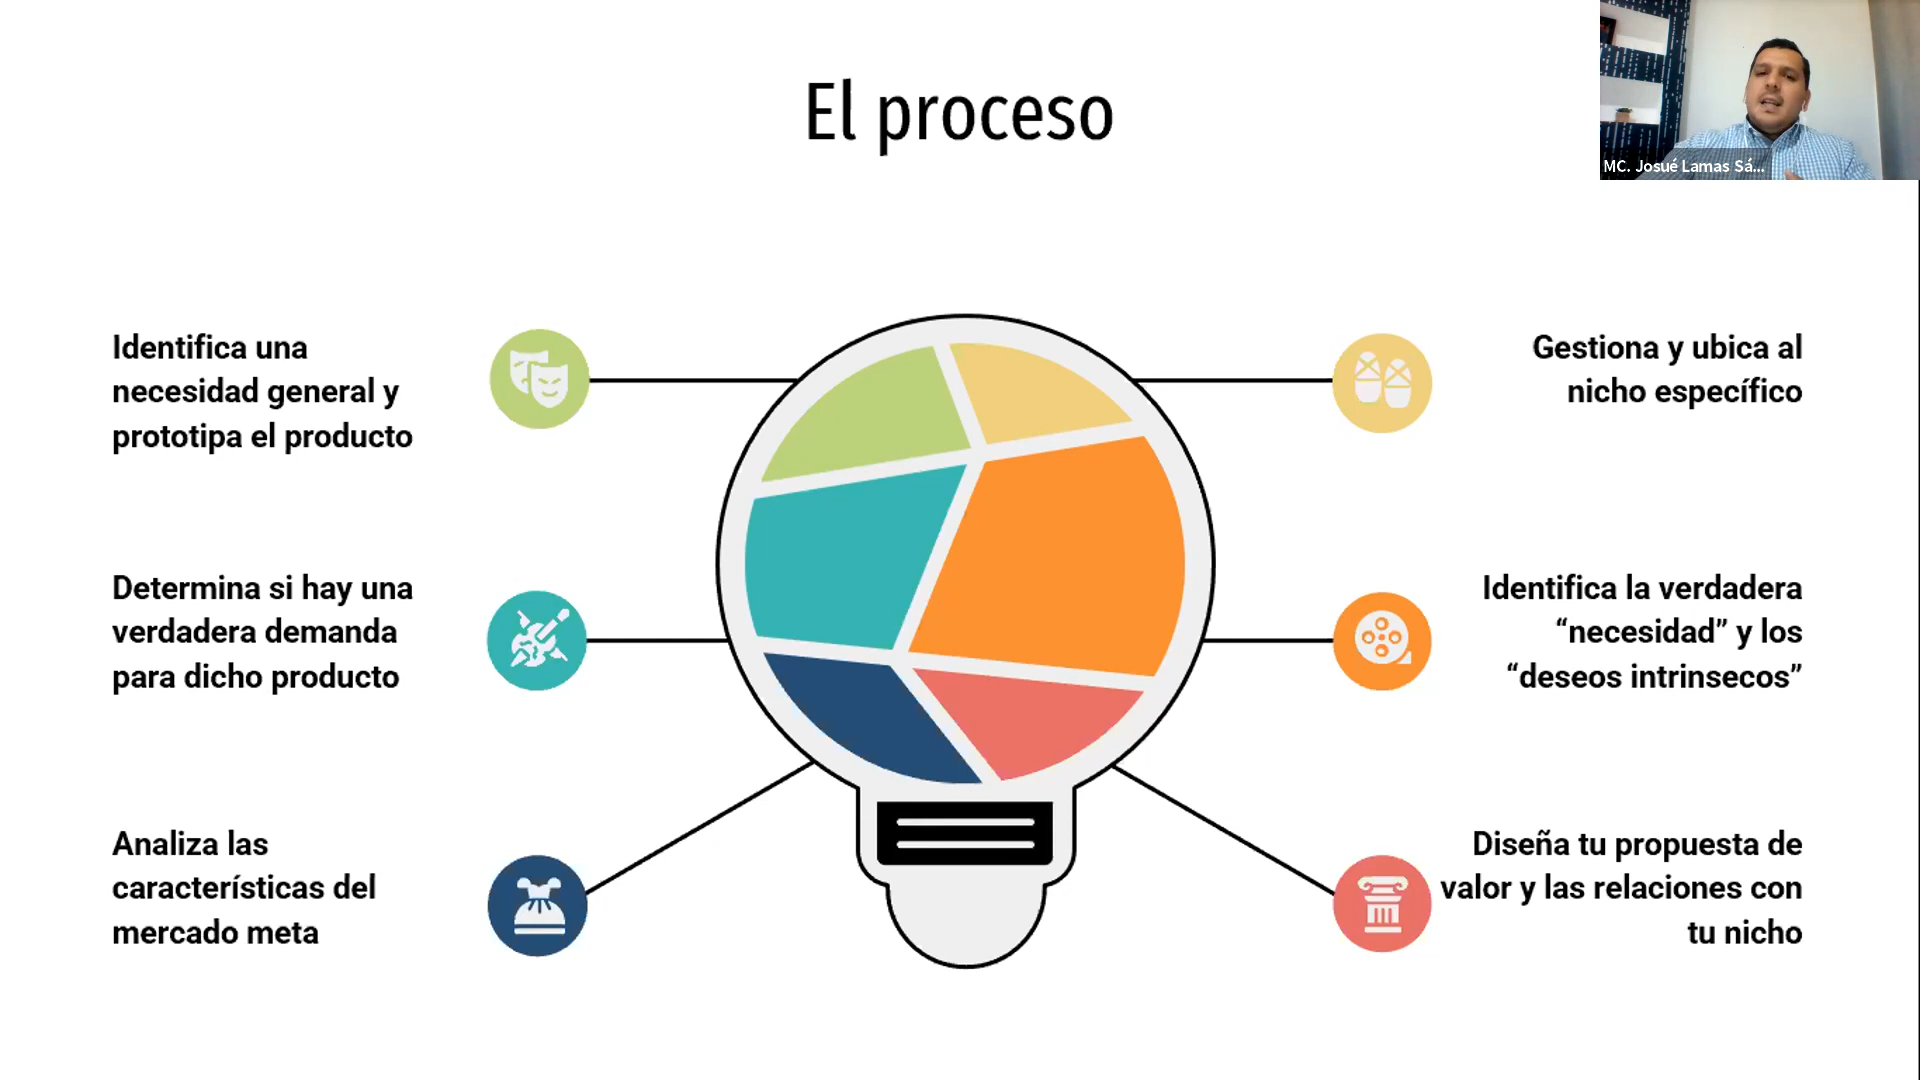 El proceso
MC. Josué Lamas Sá...
Identifica una
necesidad general y
prototipa el producto
Determina si hay una
verdadera demanda
para dicho producto
Analiza las
características del
mercado meta
Gestiona y ubica al
nicho específico
Identifica la verdadera
“necesidad” y los
“deseos intrinsecos”
Diseña tu propuesta de
valor y las relaciones con
tu nicho